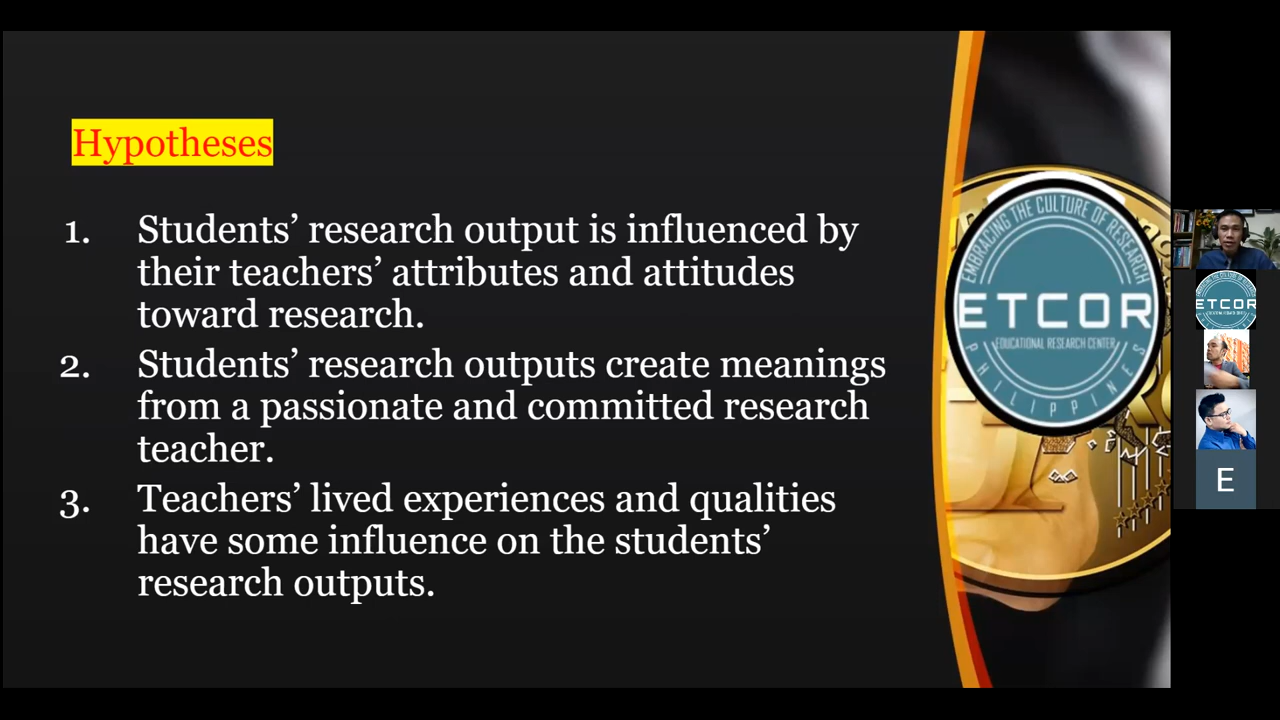 Hypotheses
1. Students’ research output is influenced by
their teachers’ attributes and attitudes
toward research.
2. Students’ research outputs create meanings
from a passionate and committed research
teacher.
3. Teachers’ lived experiences and qualities
have some influence on the students’
research outputs.
EMBRACING THE CULTURE OF RESEARCH
ETCOR
EDUCATIONAL RESEARCH CENTER
PHILIPPINES
ETCOR
E